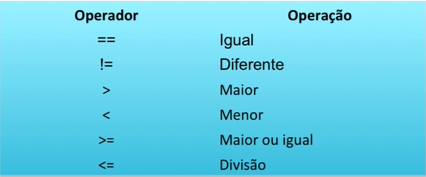 Operador Operação
== Igual
!= Diferente
> Maior
< Menor
>= Maior ou igual
<= Divisão